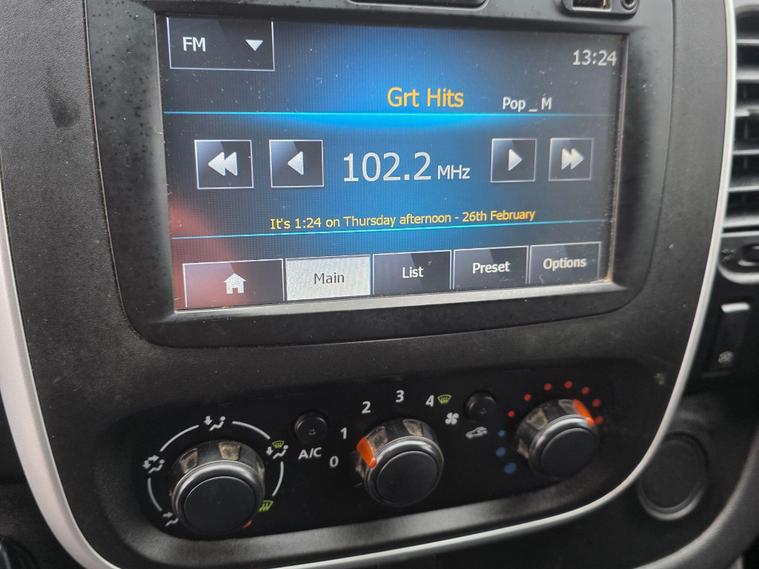 FM
13:24
Grt Hits
Pop _ M
102.2 MHz
It's 1:24 on Thursday afternoon - 26th February
Main
List
Preset
Options
A/C
0
1
2
3
4